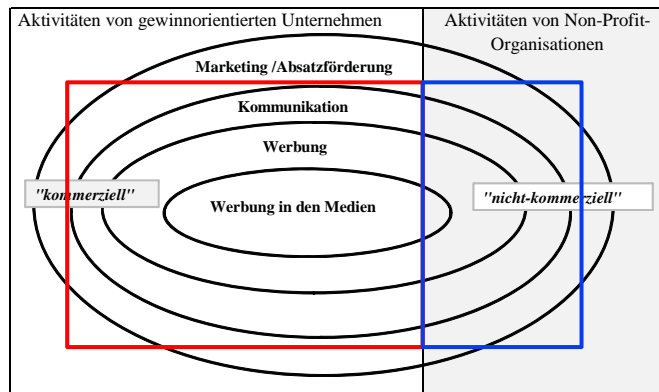 Aktivitäten von gewinnorientierten Unternehmen
Aktivitäten von Non-Profit-
Organisationen
Marketing /Absatzförderung
Kommunikation
Werbung
"kommerziell"
"nicht-kommerziell"
Werbung in den Medien